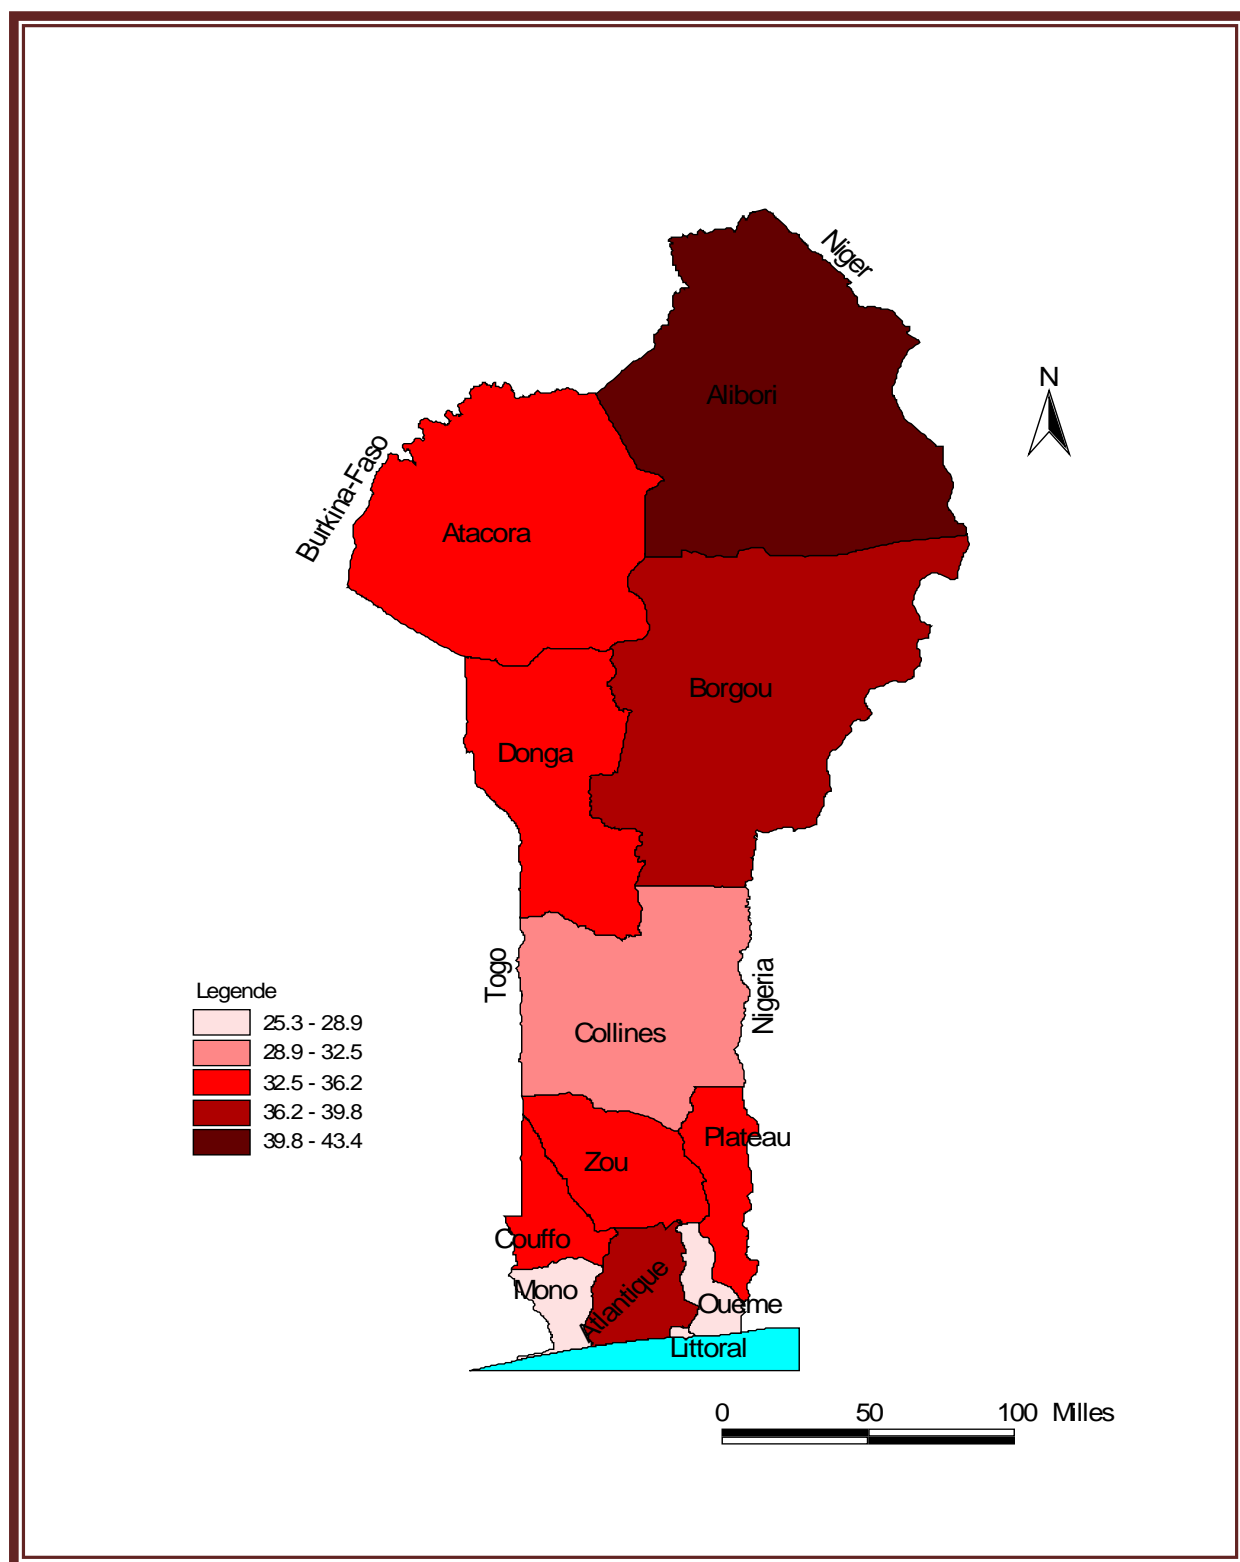 Niger
Alibori
N
Burkina-Faso
Atacora
Borgou
Donga
Togo
Nigeria
Legende
25.3 - 28.9
28.9 - 32.5
32.5 - 36.2
36.2 - 39.8
39.8 - 43.4
Collines
Plateau
Zou
Couffo
Mono
Atlantique
Oueme
Littoral
0 50 100 Milles